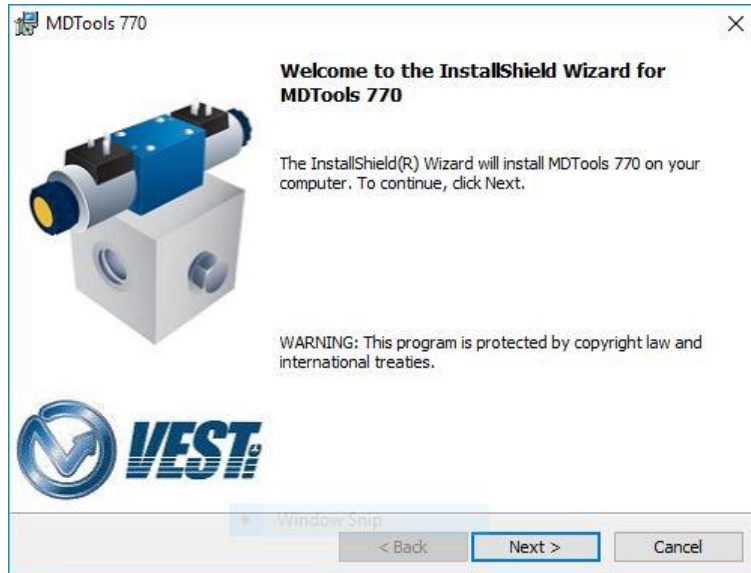 MDTools 770
Welcome to the InstallShield Wizard for
MDTools 770
The InstallShield(R) Wizard will install MDTools 770 on your
computer. To continue, click Next.
WARNING: This program is protected by copyright law and
international treaties.
VEST inc
Window Snip
< Back
Next >
Cancel